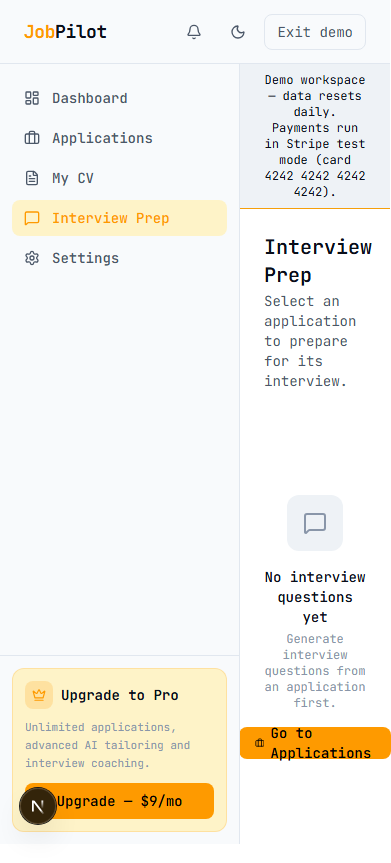 JobPilot
Exit demo
Dashboard
Applications
My CV
Interview Prep
Settings
Demo workspace
— data resets
daily.
Payments run
in Stripe test
mode (card
4242 4242 4242
4242).
Interview
Prep
Select an
application
to prepare
for its
interview.
No interview
questions
yet
Generate
interview
questions from
an application
first.
Go to
Applications
Upgrade to Pro
Unlimited applications,
advanced AI tailoring and
interview coaching.
Upgrade — $9/mo
N